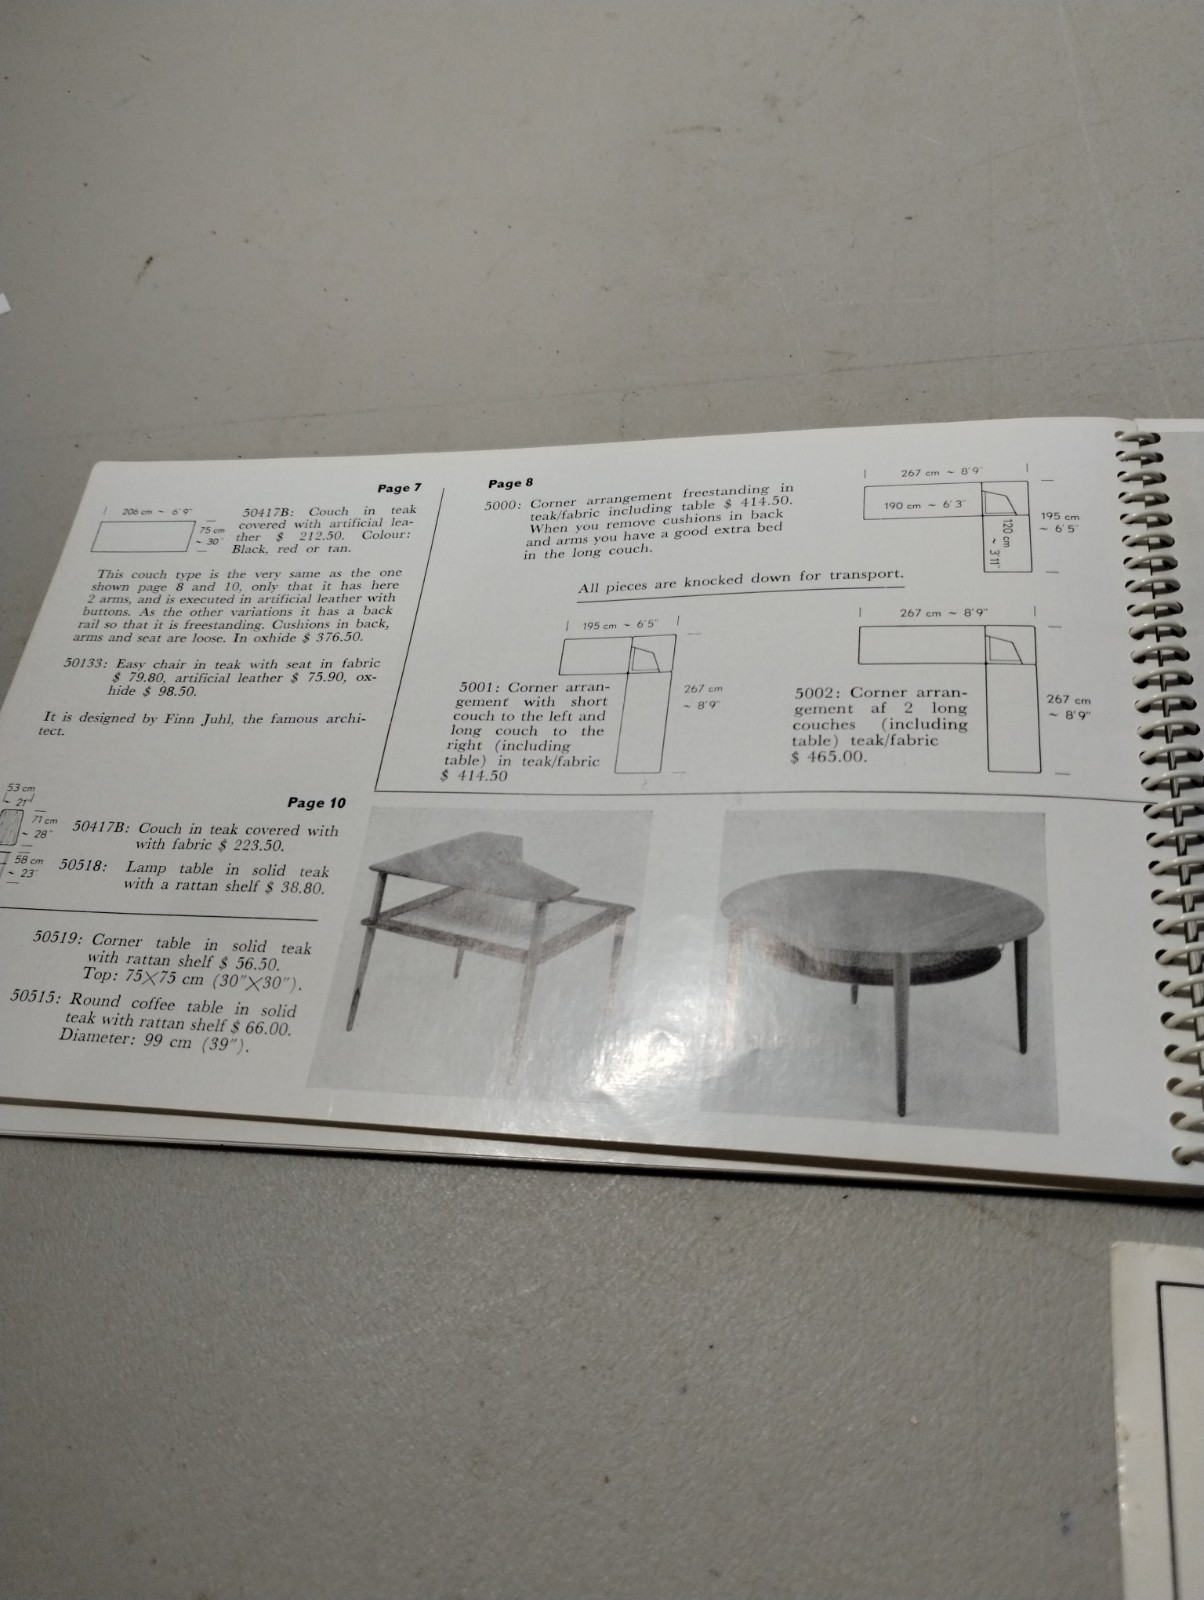 Page 7
206 cm ~ 6'9"
75 cm
~ 30"
50417B: Couch in teak
covered with artificial lea-
ther $ 212.50. Colour:
Black, red or tan.
This couch type is the very same as the one
shown page 8 and 10, only that it has here
2 arms, and is executed in artificial leather with
buttons. As the other variations it has a back
rail so that it is freestanding. Cushions in back,
arms and seat are loose. In oxhide $ 376.50.
50133: Easy chair in teak with seat in fabric
$ 79.80, artificial leather $ 75.90, ox-
hide $ 98.50.
It is designed by Finn Juhl, the famous archi-
tect.
Page 8
5000: Corner arrangement freestanding in
teak/fabric including table $ 414.50.
When you remove cushions in back
and arms you have a good extra bed
in the long couch.
267 cm ~ 8'9"
190 cm ~ 6'3"
120 cm ~ 3'11"
195 cm
~ 6'5"
All pieces are knocked down for transport.
195 cm ~ 6'5"
267 cm
~ 8'9"
5001: Corner arran-
gement with short
couch to the left and
long couch to the
right (including
table) in teak/fabric
$ 414.50
267 cm ~ 8'9"
267 cm
~ 8'9"
5002: Corner arran-
gement af 2 long
couches (including
table) teak/fabric
$ 465.00.
Page 10
53 cm
~ 21"
71 cm
~ 28"
58 cm
~ 23"
50417B: Couch in teak covered with
with fabric $ 223.50.
50518: Lamp table in solid teak
with a rattan shelf $ 38.80.
50519: Corner table in solid teak
with rattan shelf $ 56.50.
Top: 75×75 cm (30"×30").
50515: Round coffee table in solid
teak with rattan shelf $ 66.00.
Diameter: 99 cm (39").